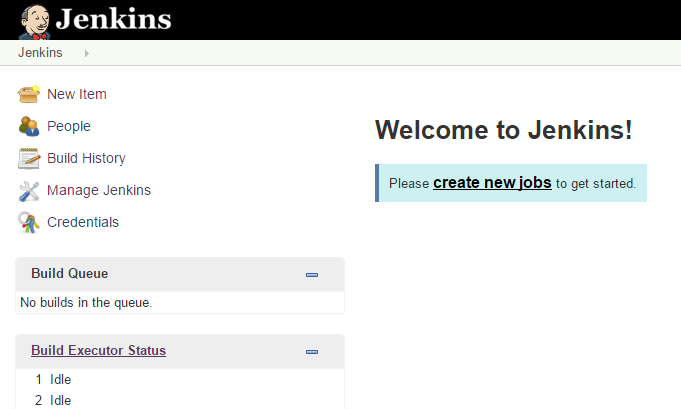 Jenkins
Jenkins
New Item
People
Build History
Manage Jenkins
Credentials
Welcome to Jenkins!
Please create new jobs to get started.
Build Queue
No builds in the queue.
Build Executor Status
1 Idle
2 Idle